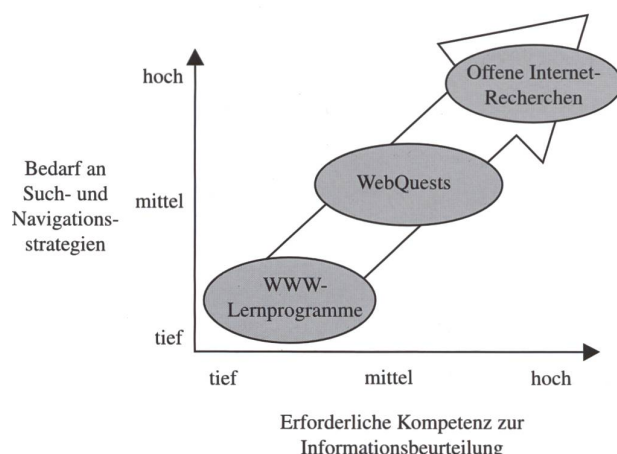 Offene Internet-
Recherchen
hoch
Bedarf an
Such- und
Navigations-
strategien
mittel
WebQuests
WWW-
Lernprogramme
tief
tief
mittel
hoch
Erforderliche Kompetenz zur
Informationsbeurteilung